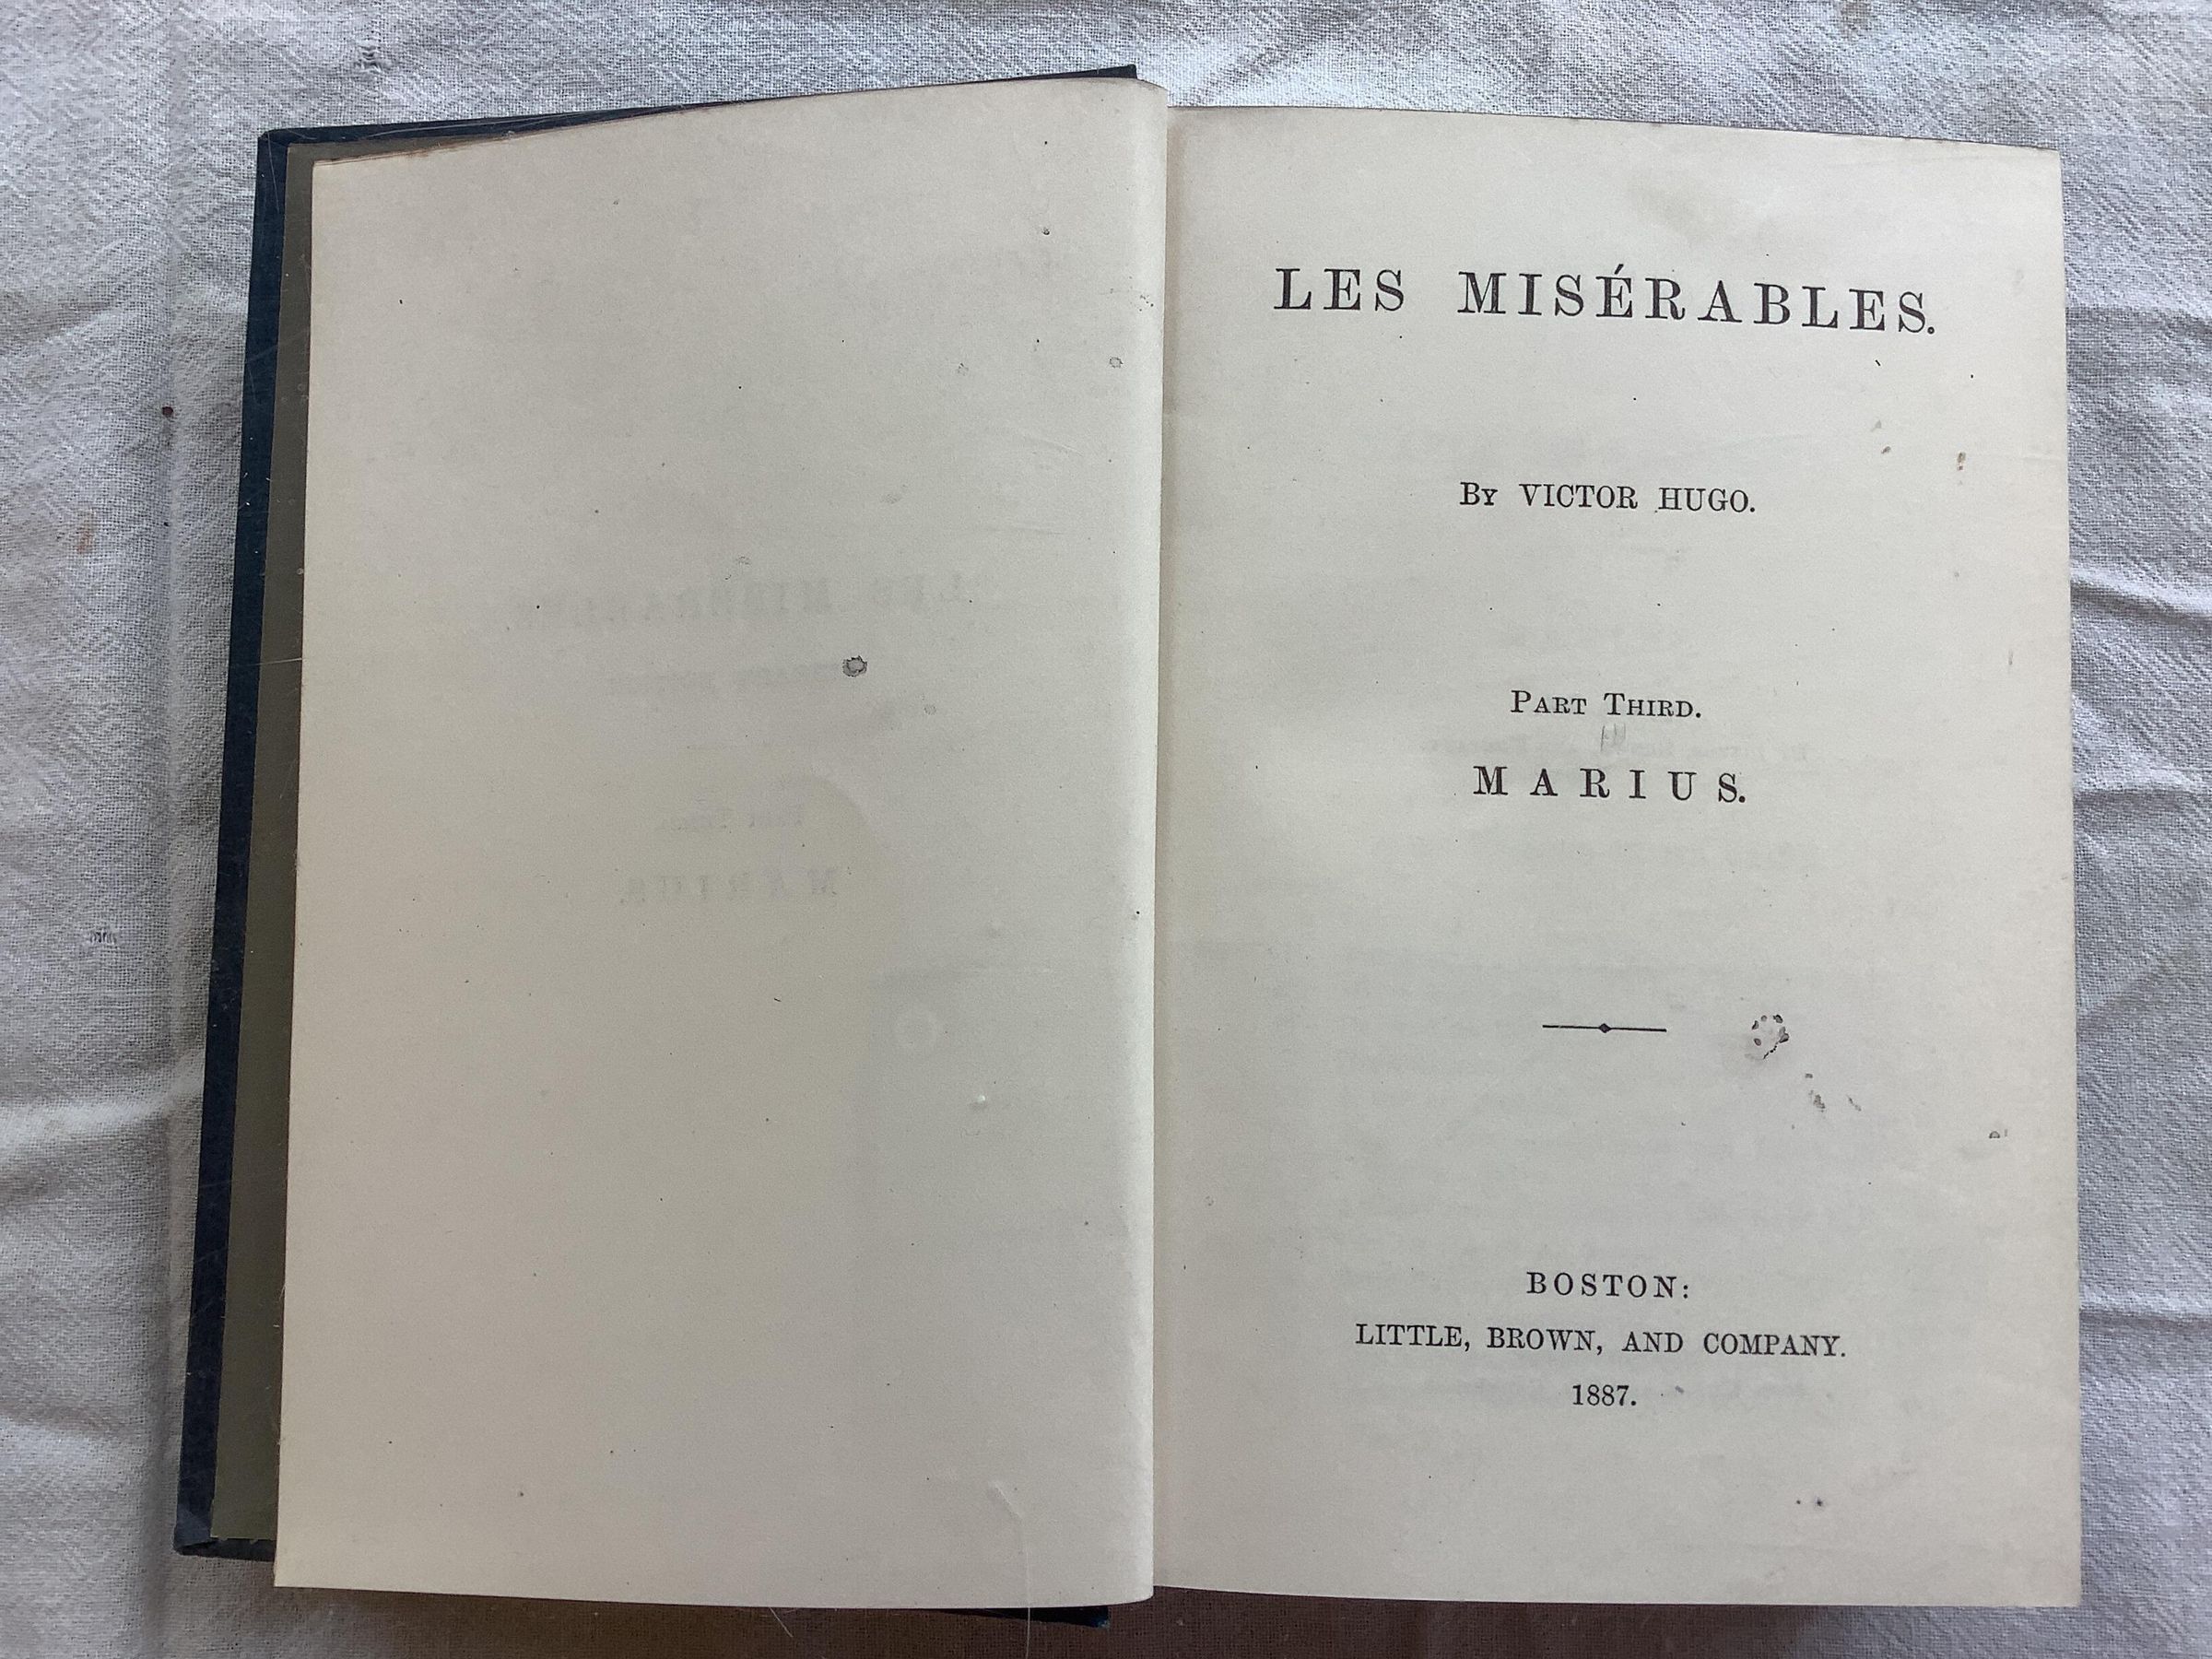 LES MISÉRABLES.
By VICTOR HUGO.
Part Third.
MARIUS.
BOSTON:
LITTLE, BROWN, AND COMPANY.
1887.